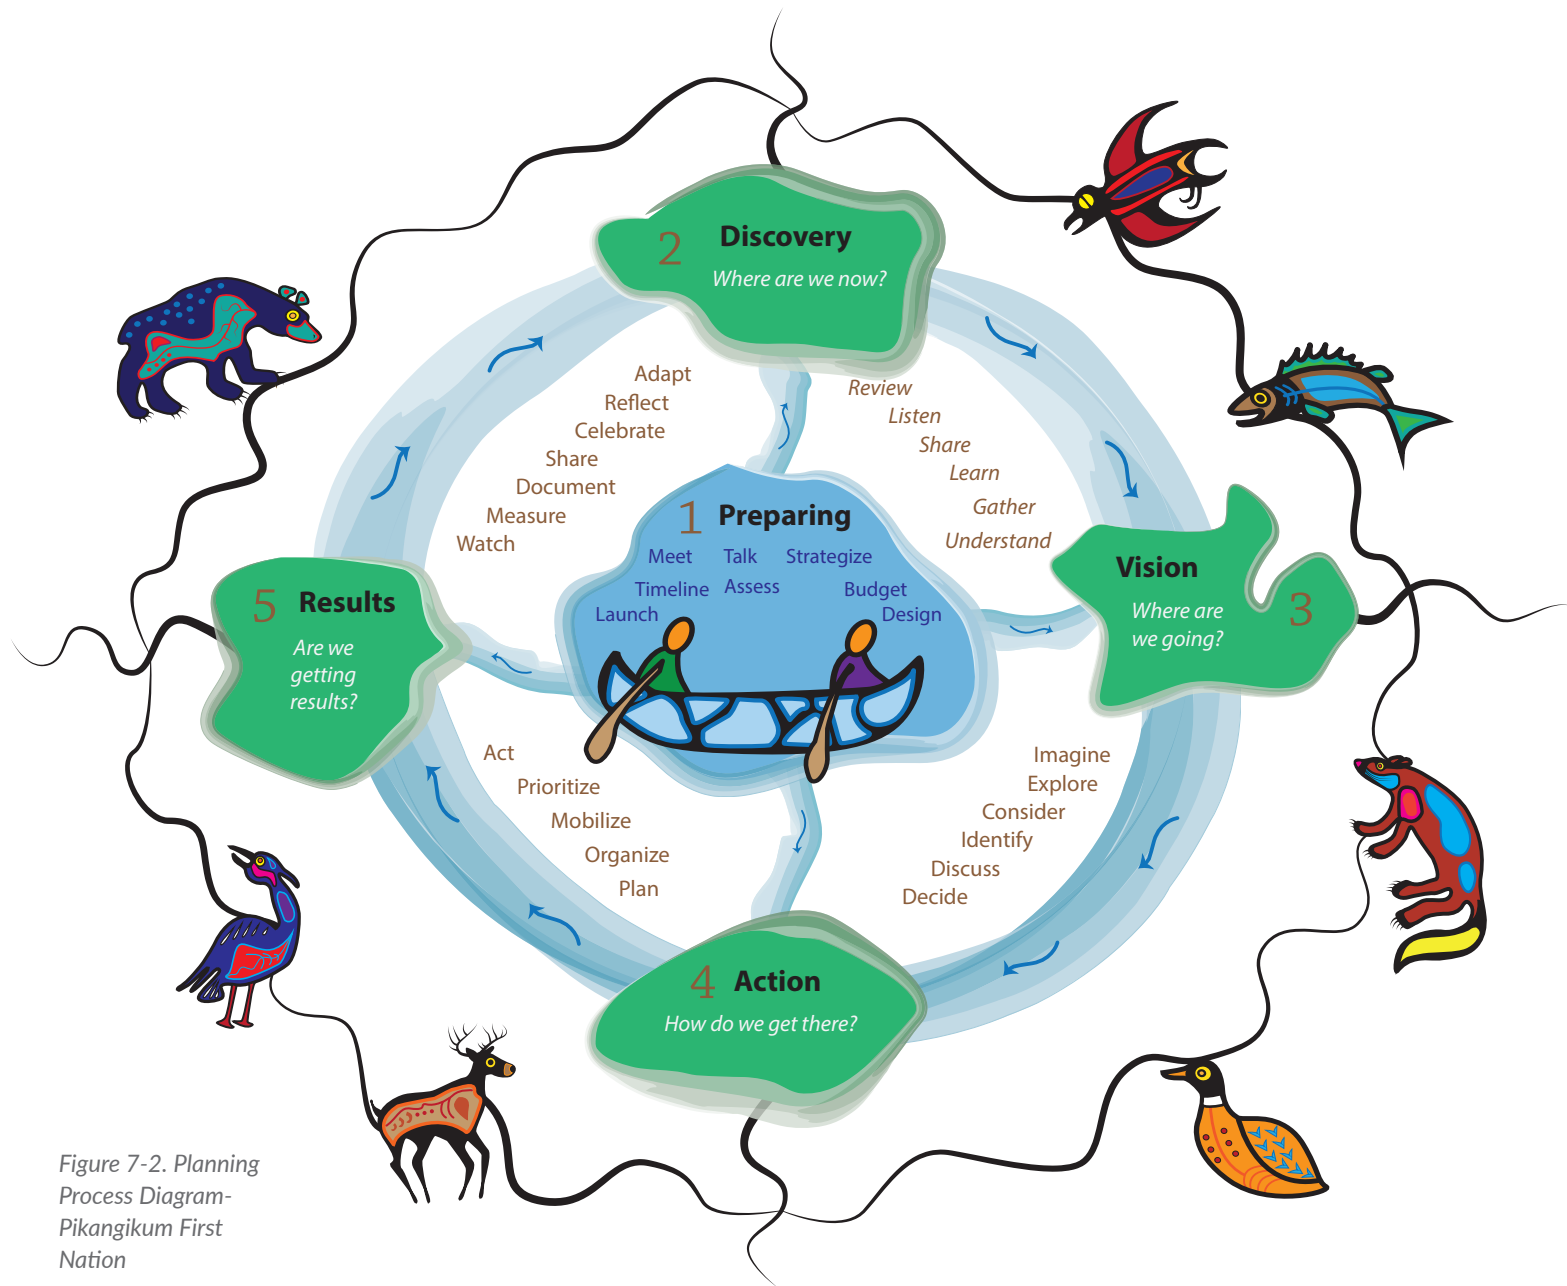 2 Discovery
Where are we now?
Adapt
Reflect
Celebrate
Share
Document
Measure
Watch
Review
Listen
Share
Learn
Gather
Understand
1 Preparing
Meet Talk Strategize
Timeline Assess Budget
Launch Design
Vision
Where are
we going?
3
5 Results
Are we
getting
results?
Act
Prioritize
Mobilize
Organize
Plan
Imagine
Explore
Consider
Identify
Discuss
Decide
4 Action
How do we get there?
Figure 7-2. Planning
Process Diagram-
Pikangikum First
Nation